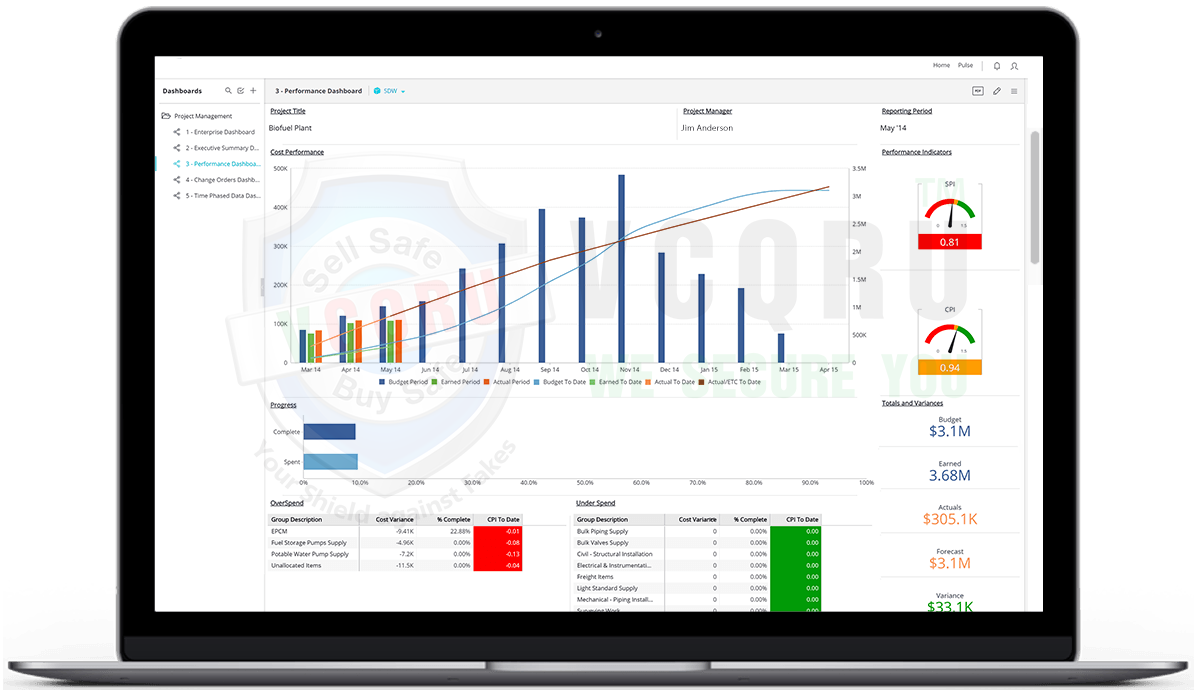 Home Pulse
Dashboards
3 - Performance Dashboard SDW
PDF
Project Management
1 - Enterprise Dashboard
2 - Executive Summary D...
3 - Performance Dashboa...
4 - Change Orders Dashb...
5 - Time Phased Data Das...
Project Title
Biofuel Plant
Project Manager
Jim Anderson
Reporting Period
May '14
Cost Performance
500K
400K
300K
200K
100K
0
3.5M
3M
2.5M
2M
1.5M
1M
500K
0
Mar 14 Apr 14 May 14 Jun 14 Jul 14 Aug 14 Sep 14 Oct 14 Nov 14 Dec 14 Jan 15 Feb 15 Mar 15 Apr 15
Budget Period Earned Period Actual Period Budget To Date Earned To Date Actual To Date Actual/ETC To Date
Performance Indicators
SPI
0 1.5
0.81
CPI
0 1.5
0.94
Progress
Complete
Spent
0% 10.0% 20.0% 30.0% 40.0% 50.0% 60.0% 70.0% 80.0% 90.0% 100%
Totals and Variances
Budget
$3.1M
Earned
3.68M
Actuals
$305.1K
Forecast
$3.1M
Variance
$33.1K
OverSpend
Group Description Cost Variance % Complete CPI To Date
EPCM -9.41K 22.88% -0.01
Fuel Storage Pumps Supply -4.96K 0.00% -0.08
Potable Water Pump Supply -7.2K 0.00% -0.13
Unallocated Items -11.5K 0.00% -0.04
Under Spend
Group Description Cost Variance % Complete CPI To Date
Bulk Piping Supply 0 0.00% 0.00
Bulk Valves Supply 0 0.00% 0.00
Civil - Structural Installation 0 0.00% 0.00
Electrical & Instrumentati... 0 0.00% 0.00
Freight Items 0 0.00% 0.00
Light Standard Supply 0 0.00% 0.00
Mechanical - Piping Install... 0 0.00% 0.00
Surveying Work 0 0.00% 0.00
Sell Safe
VCQRU
Buy Safe
Your Shield against Fakes
VCQRU
TM
WE SECURE YOU